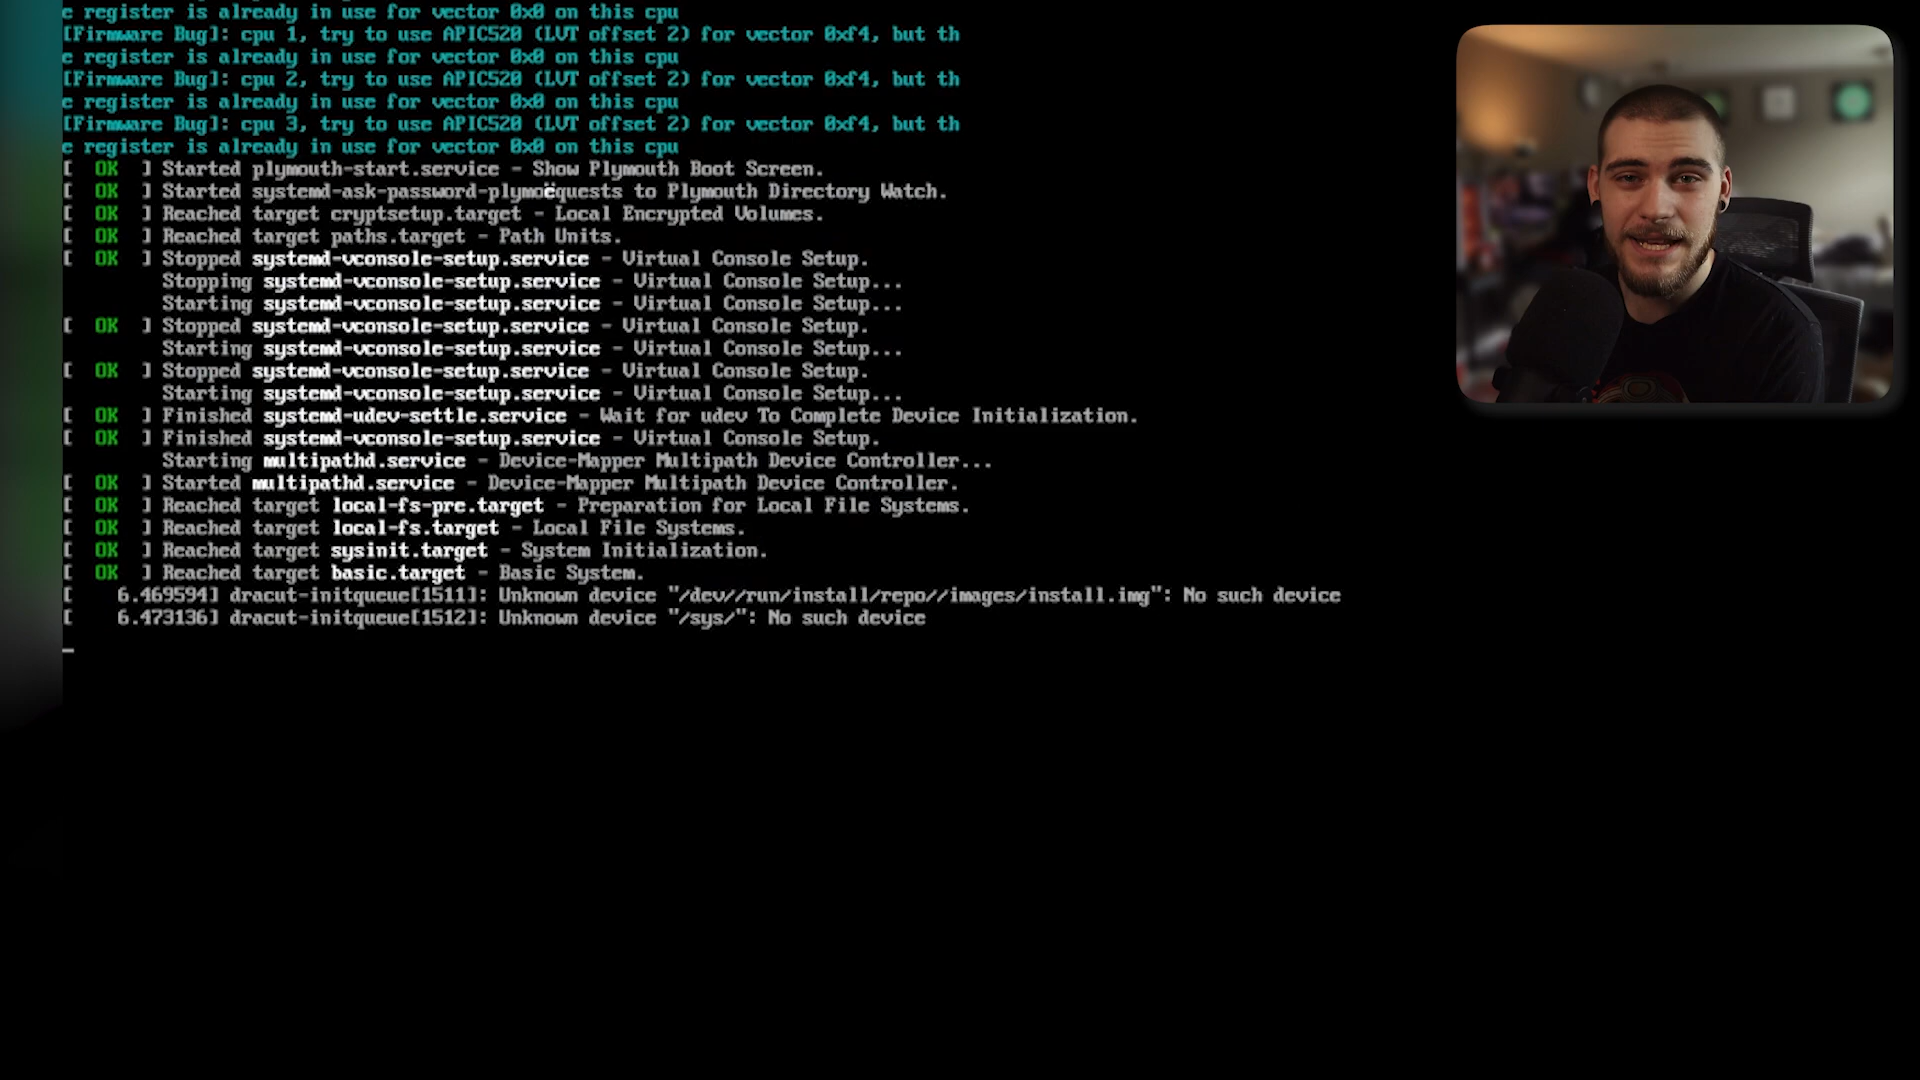 e register is already in use for vector 0x0 on this cpu
[Firmware Bug]: cpu 1, try to use APIC520 (LVT offset 2) for vector 0xf4, but th
e register is already in use for vector 0x0 on this cpu
[Firmware Bug]: cpu 2, try to use APIC520 (LVT offset 2) for vector 0xf4, but th
e register is already in use for vector 0x0 on this cpu
[Firmware Bug]: cpu 3, try to use APIC520 (LVT offset 2) for vector 0xf4, but th
e register is already in use for vector 0x0 on this cpu
[  OK  ] Started plymouth-start.service - Show Plymouth Boot Screen.
[  OK  ] Started systemd-ask-password-plymoëquests to Plymouth Directory Watch.
[  OK  ] Reached target cryptsetup.target - Local Encrypted Volumes.
[  OK  ] Reached target paths.target - Path Units.
[  OK  ] Stopped systemd-vconsole-setup.service - Virtual Console Setup.
Stopping systemd-vconsole-setup.service - Virtual Console Setup...
Starting systemd-vconsole-setup.service - Virtual Console Setup...
[  OK  ] Stopped systemd-vconsole-setup.service - Virtual Console Setup.
Starting systemd-vconsole-setup.service - Virtual Console Setup...
[  OK  ] Stopped systemd-vconsole-setup.service - Virtual Console Setup.
Starting systemd-vconsole-setup.service - Virtual Console Setup...
[  OK  ] Finished systemd-udev-settle.service - Wait for udev To Complete Device Initialization.
[  OK  ] Finished systemd-vconsole-setup.service - Virtual Console Setup.
Starting multipathd.service - Device-Mapper Multipath Device Controller...
[  OK  ] Started multipathd.service - Device-Mapper Multipath Device Controller.
[  OK  ] Reached target local-fs-pre.target - Preparation for Local File Systems.
[  OK  ] Reached target local-fs.target - Local File Systems.
[  OK  ] Reached target sysinit.target - System Initialization.
[  OK  ] Reached target basic.target - Basic System.
[    6.469594] dracut-initqueue[1511]: Unknown device "/dev//run/install/repo//images/install.img": No such device
[    6.473136] dracut-initqueue[1512]: Unknown device "/sys/": No such device
_